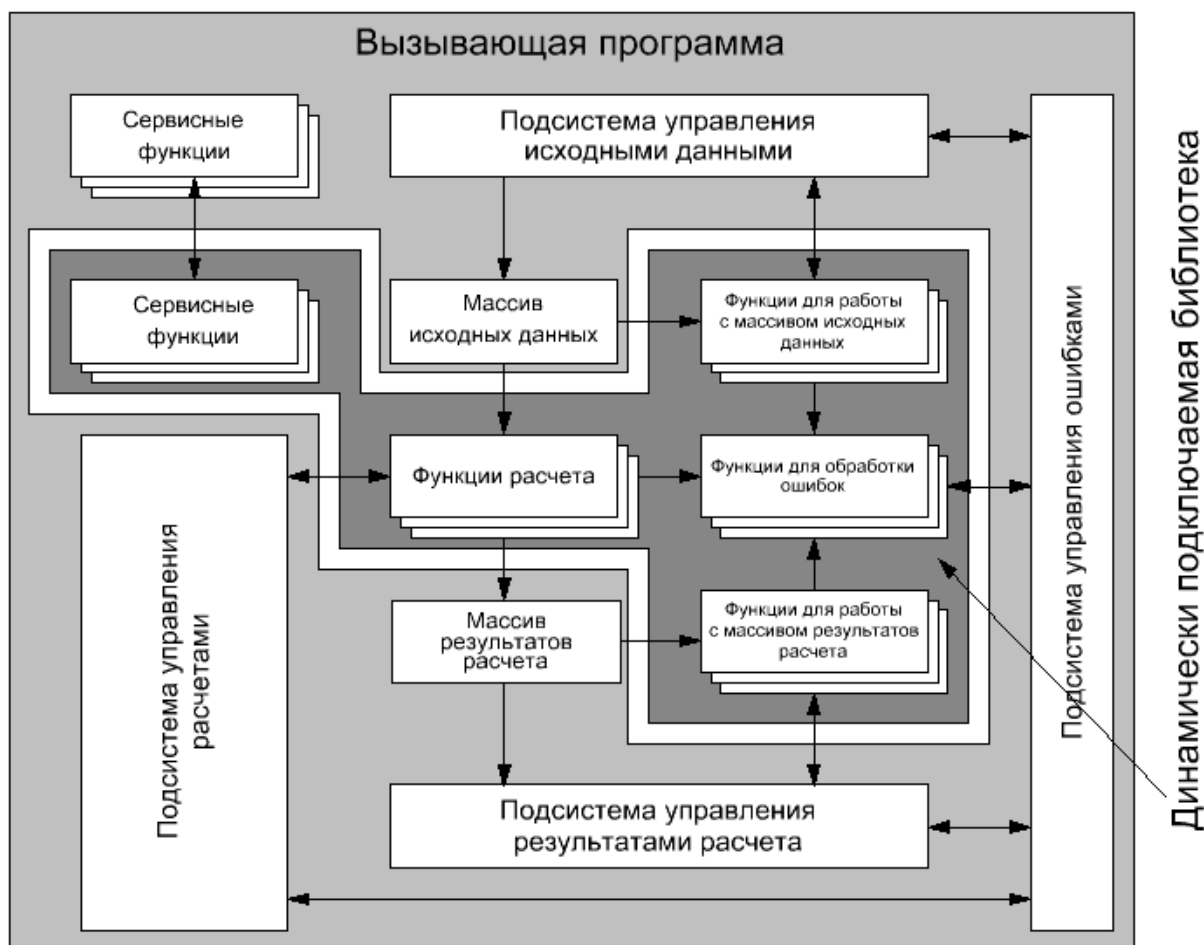 Вызывающая программа
Сервисные
функции
Подсистема управления
исходными данными
Сервисные
функции
Массив
исходных данных
Функции для работы
с массивом исходных
данных
Функции расчета
Функции для обработки
ошибок
Массив
результатов
расчета
Функции для работы
с массивом результатов
расчета
Подсистема управления
расчетами
Подсистема управления
результатами расчета
Подсистема управления ошибками
Динамически подключаемая библиотека